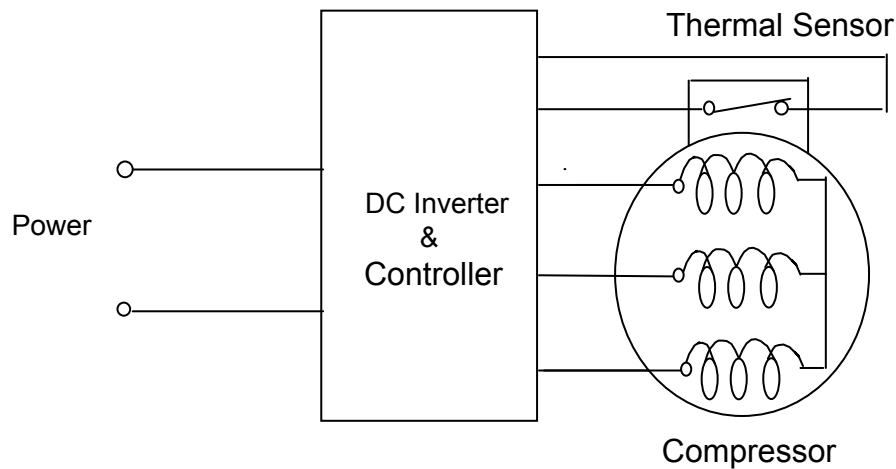 Thermal Sensor
Power
DC Inverter
&
Controller
Compressor